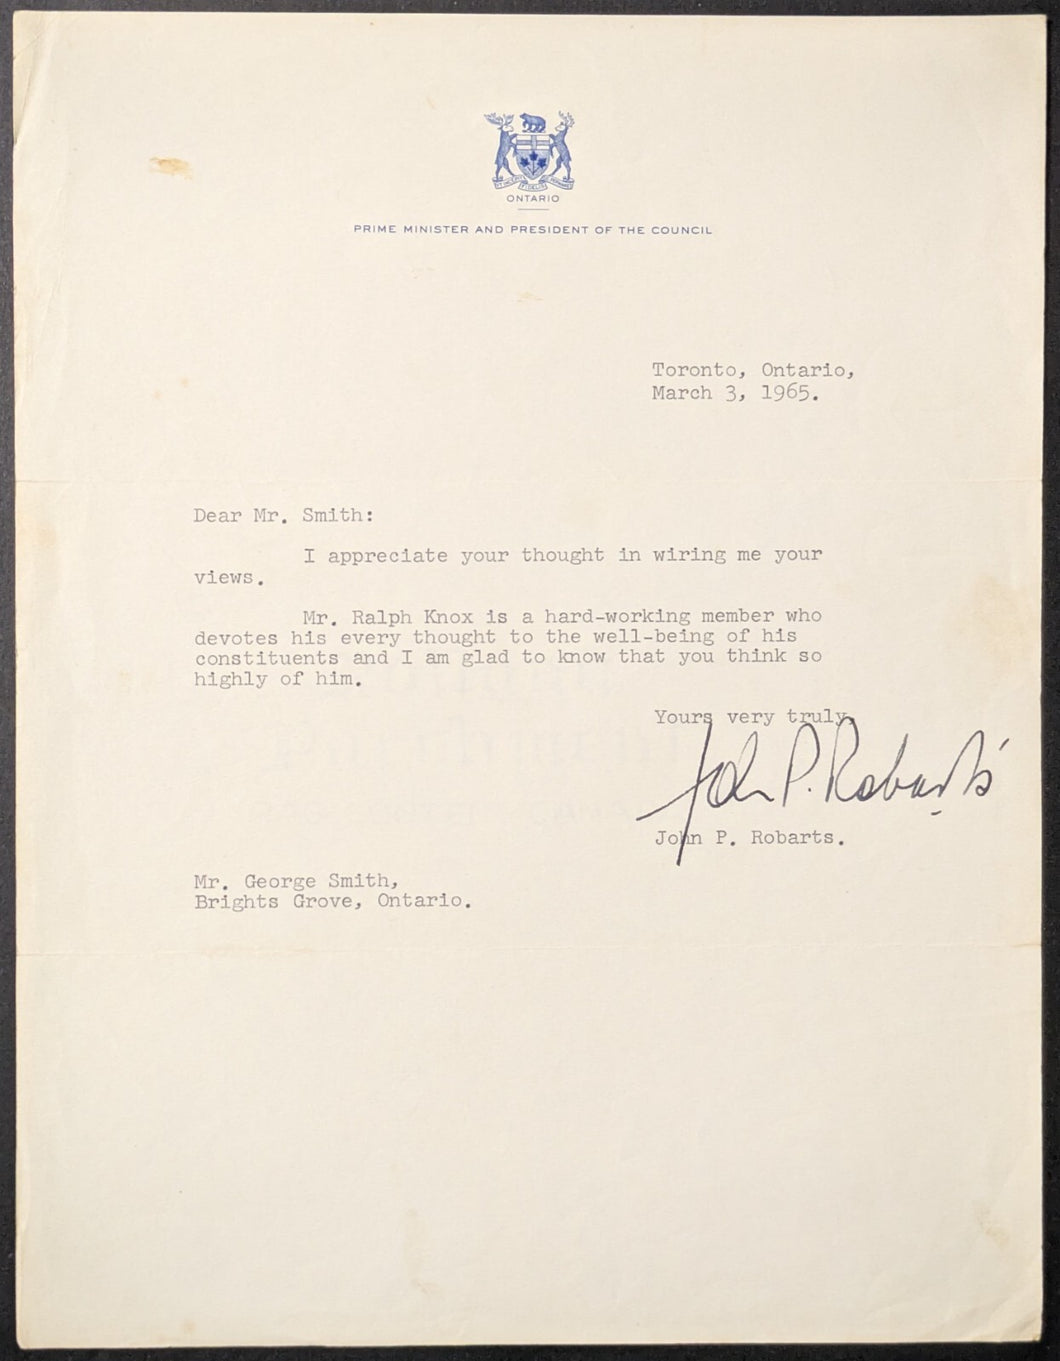 ONTARIO
PRIME MINISTER AND PRESIDENT OF THE COUNCIL
Toronto, Ontario,
March 3, 1965.
Dear Mr. Smith:
I appreciate your thought in wiring me your
views.
Mr. Ralph Knox is a hard-working member who
devotes his every thought to the well-being of his
constituents and I am glad to know that you think so
highly of him.
Yours very truly,
John P. Robarts
John P. Robarts.
Mr. George Smith,
Brights Grove, Ontario.